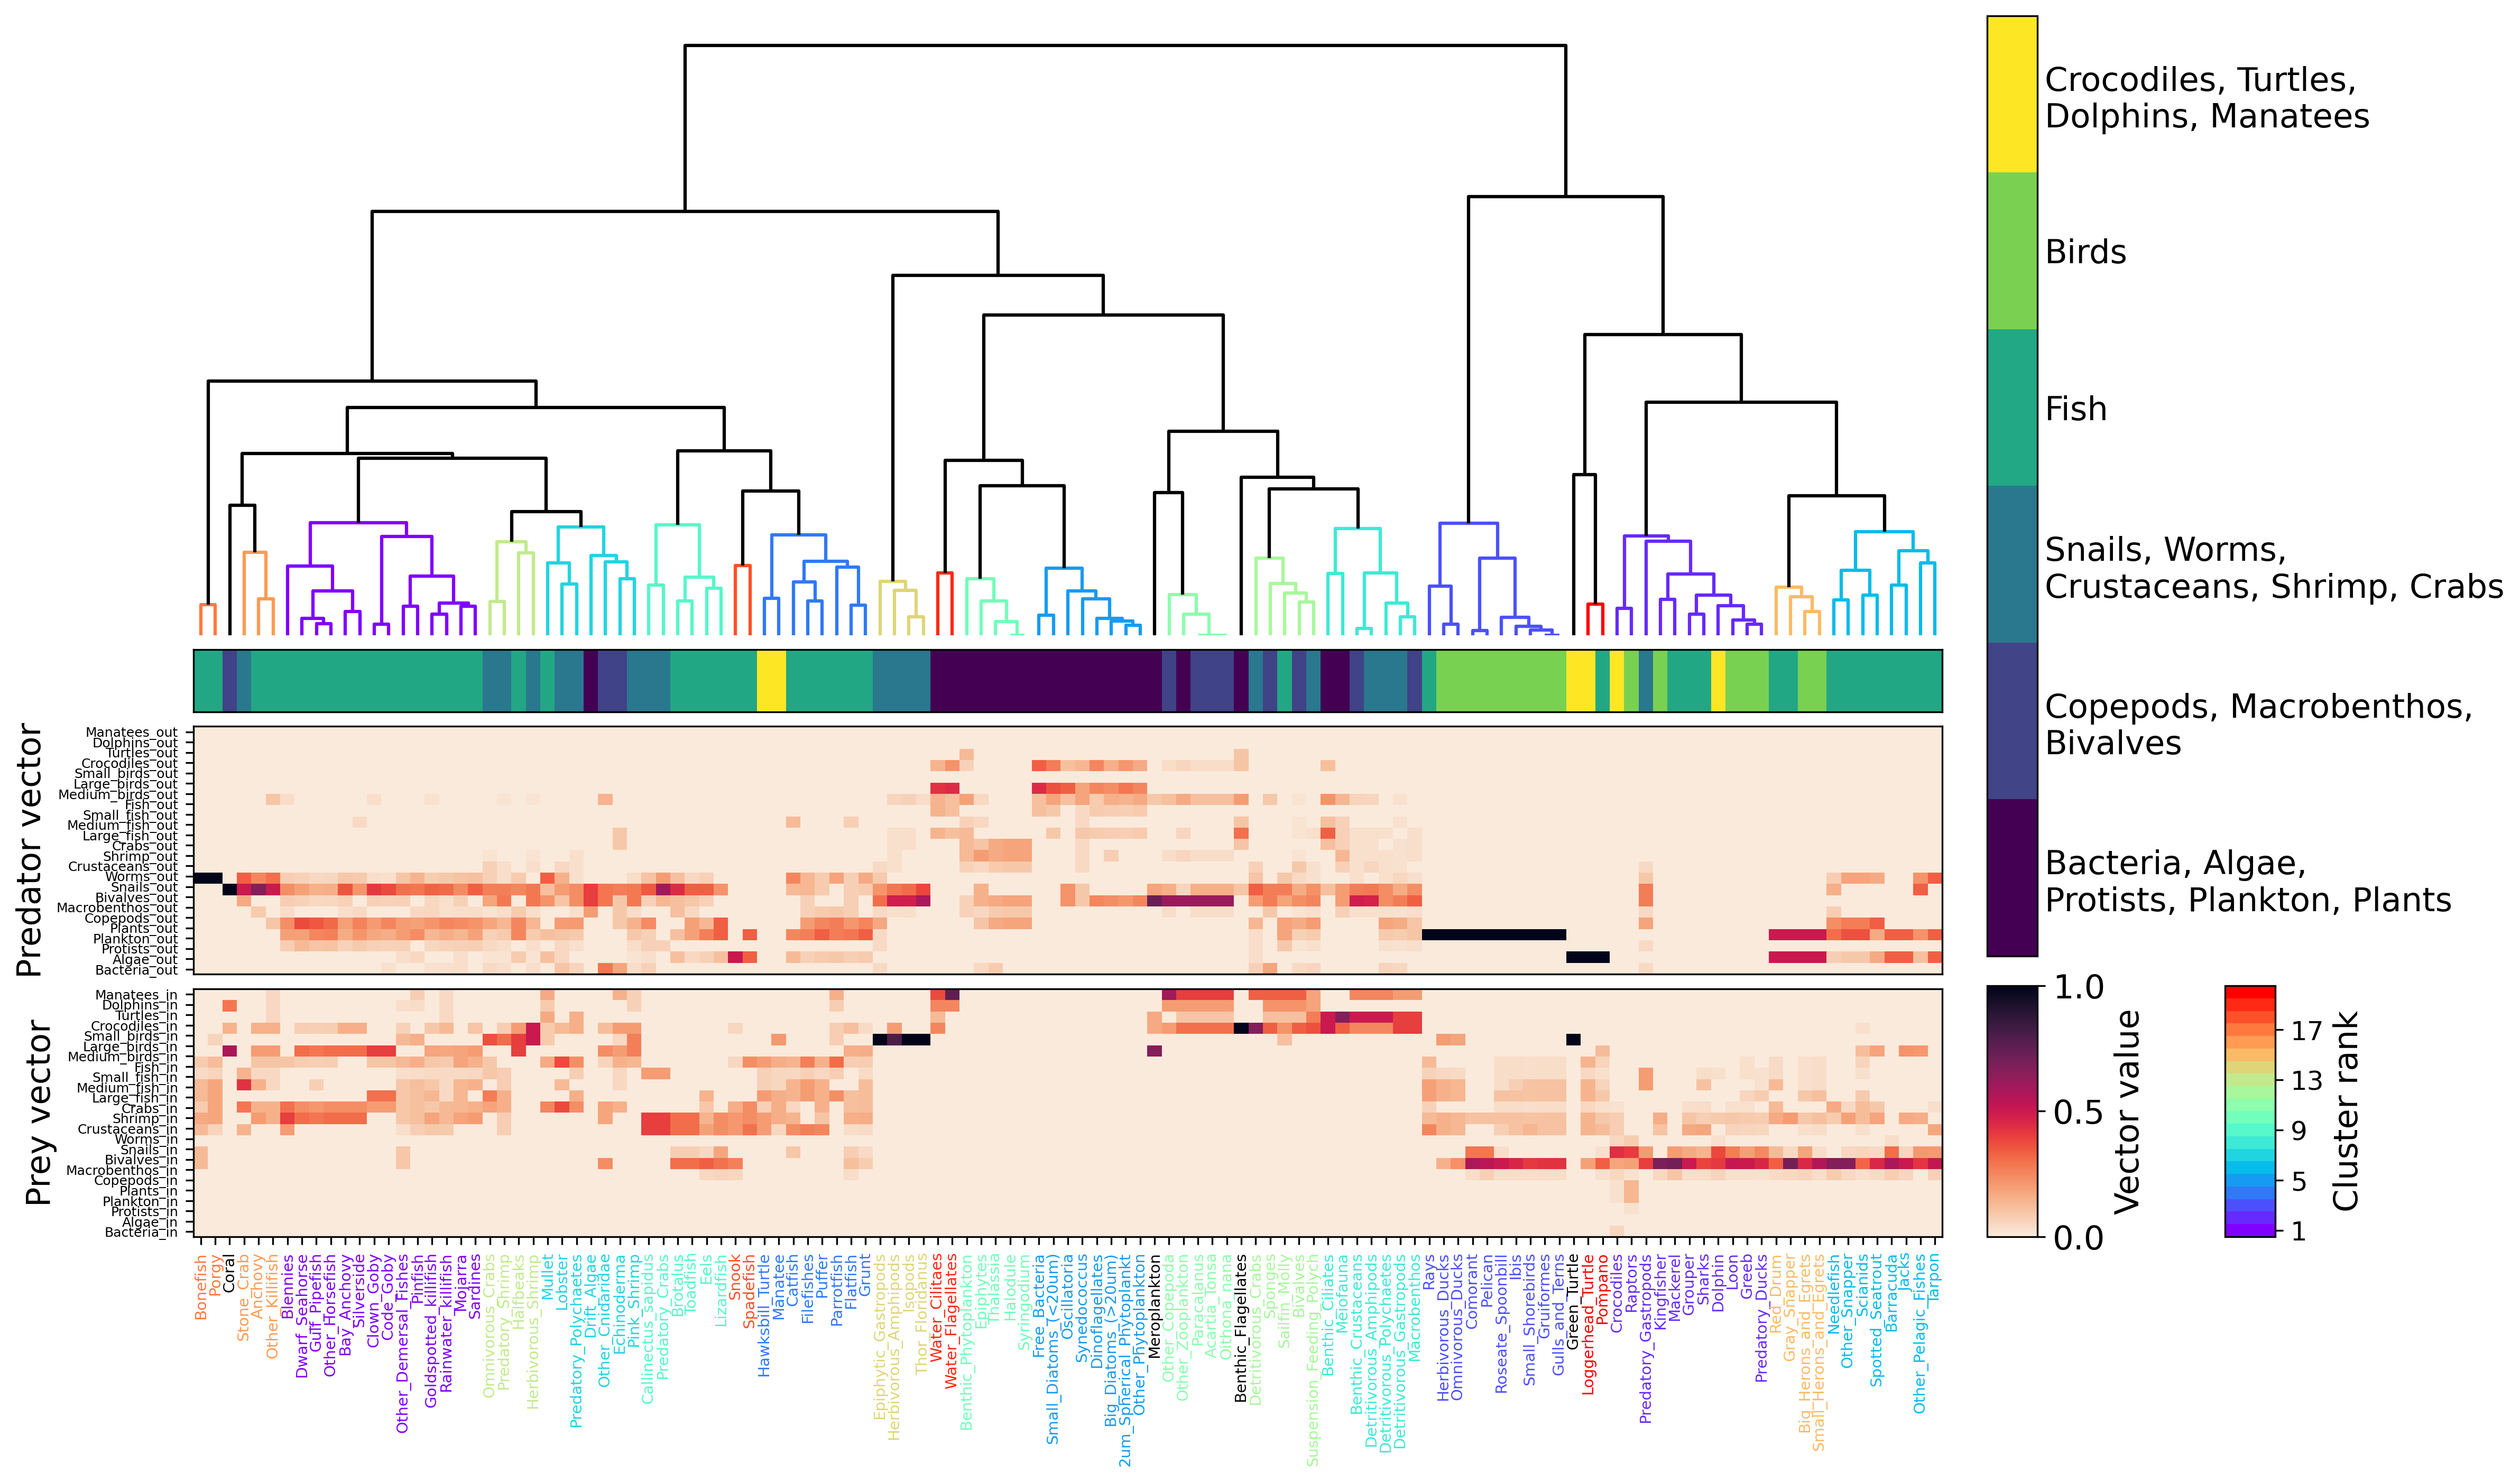 Crocodiles, Turtles,
Dolphins, Manatees
Birds
Fish
Snails, Worms,
Crustaceans, Shrimp, Crabs
Copepods, Macrobenthos,
Bivalves
Bacteria, Algae,
Protists, Plankton, Plants
Predator vector
Manatees_out
Dolphins_out
Turtles_out
Crocodiles_out
Small_birds_out
Large_birds_out
Medium_birds_out
Fish_out
Small_fish_out
Medium_fish_out
Large_fish_out
Crabs_out
Shrimp_out
Crustaceans_out
Worms_out
Snails_out
Bivalves_out
Macrobenthos_out
Copepods_out
Plants_out
Plankton_out
Protists_out
Algae_out
Bacteria_out
Prey vector
Manatees_in
Dolphins_in
Turtles_in
Crocodiles_in
Small_birds_in
Large_birds_in
Medium_birds_in
Fish_in
Small_fish_in
Medium_fish_in
Large_fish_in
Crabs_in
Shrimp_in
Crustaceans_in
Worms_in
Snails_in
Bivalves_in
Macrobenthos_in
Copepods_in
Plants_in
Plankton_in
Protists_in
Algae_in
Bacteria_in
1.0
0.5
0.0
Vector value
17
13
9
5
1
Cluster rank
Bonefish
Porgy
Coral
Stone_Crab
Anchovy
Other_Killifish
Blennies
Dwarf_Seahorse
Gulf_Pipefish
Other_Horsefish
Bay_Anchovy
Silverside
Clown_Goby
Code_Goby
Other_Demersal_Fishes
Pinfish
Goldspotted_killifish
Rainwater_killifish
Mojarra
Sardines
Omivorous_Crabs
Predatory_Shrimp
Halfbeaks
Herbivorous_Shrimp
Mullet
Lobster
Predatory_Polychaetes
Drift_Algae
Other_Cnidaridae
Echinoderma
Pink_Shrimp
Callinectus_sapidus
Predatory_Crabs
Brotalus
Toadfish
Eels
Lizardfish
Snook
Spadefish
Hawksbill_Turtle
Manatee
Catfish
Filefishes
Puffer
Parrotfish
Flatfish
Grunt
Epiphytic_Gastropods
Herbivorous_Amphipods
Isopods
Thor_Floridanus
Water_Cilitaes
Water_Flagellates
Benthic_Phytoplankton
Epiphytes
Thalassia
Halodule
Syringodium
Free_Bacteria
Small_Diatoms_(<20um)
Oscillatoria
Synedococcus
Dinoflagellates
Big_Diatoms_(>20um)
2um_Spherical_Phytoplankt
Other_Phytoplankton
Meroplankton
Other_Copepoda
Other_Zooplankton
Paracalanus
Acartia_Tonsa
Oithona_nana
Benthic_Flagellates
Detritivorous_Crabs
Sponges
Sailfin_Molly
Bivalves
Suspension_Feeding_Polych
Benthic_Ciliates
Meiofauna
Benthic_Crustaceans
Detritivorous_Amphipods
Detritivorous_Polychaetes
Detritivorous_Gastropods
Macrobenthos
Rays
Herbivorous_Ducks
Omnivorous_Ducks
Comorant
Pelican
Roseate_Spoonbill
Ibis
Small_Shorebirds
Gruiformes
Gulls_and_Terns
Green_Turtle
Loggerhead_Turtle
Pompano
Crocodiles
Raptors
Predatory_Gastropods
Kingfisher
Mackerel
Grouper
Sharks
Dolphin
Loon
Greeb
Predatory_Ducks
Red_Drum
Gray_Snapper
Big_Herons_and_Egrets
Small_Herons_and_Egrets
Needlefish
Other_Snapper
Scianids
Spotted_Seatrout
Barracuda
Jacks
Other_Pelagic_Fishes
Tarpon